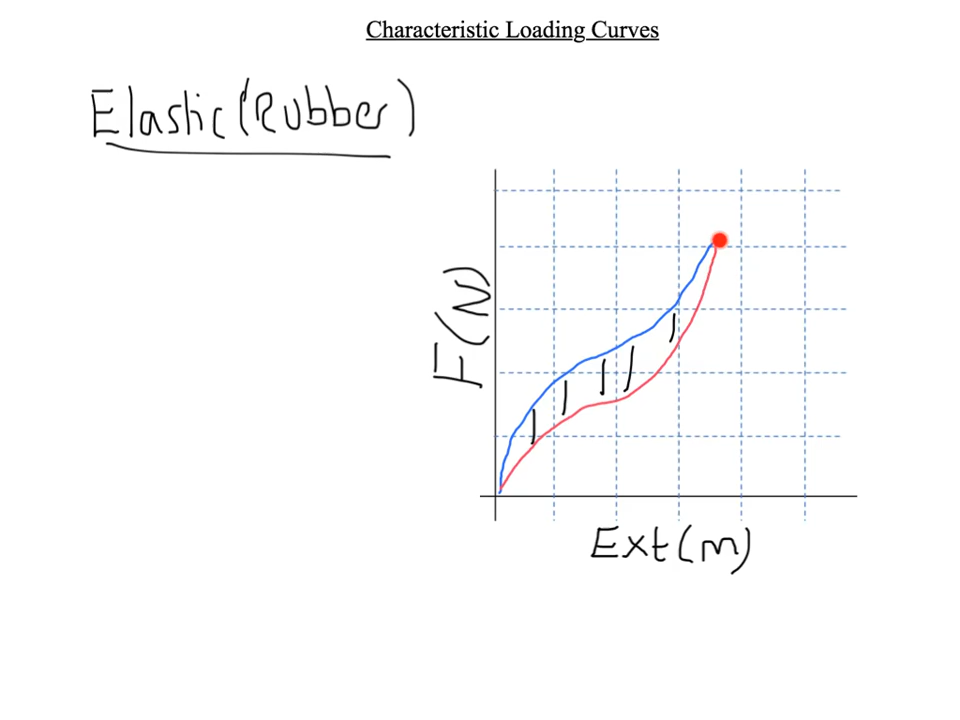 Characteristic Loading Curves
Elastic (Rubber)
F(N)
Ext(m)